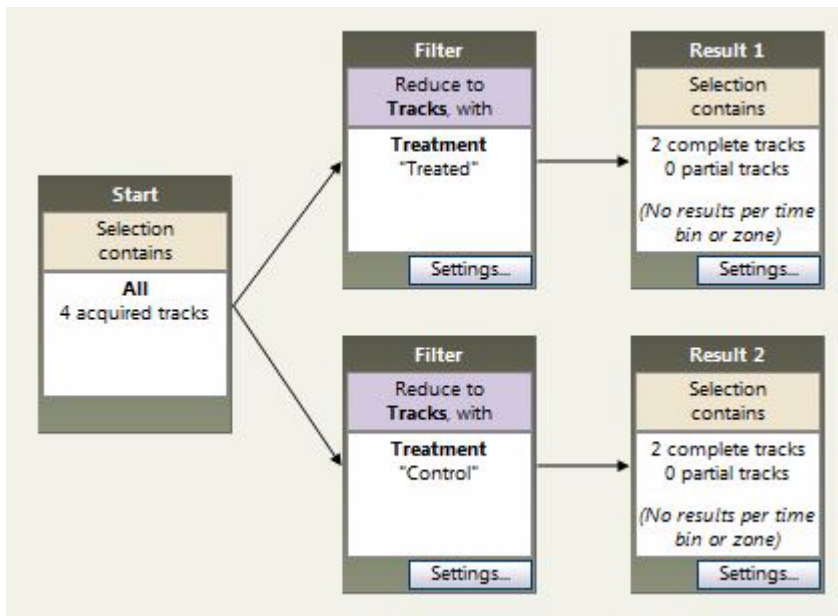 Start
Selection
contains
All
4 acquired tracks
Filter
Reduce to
Tracks, with
Treatment
"Treated"
Settings...
Result 1
Selection
contains
2 complete tracks
0 partial tracks
(No results per time
bin or zone)
Settings...
Filter
Reduce to
Tracks, with
Treatment
"Control"
Settings...
Result 2
Selection
contains
2 complete tracks
0 partial tracks
(No results per time
bin or zone)
Settings...